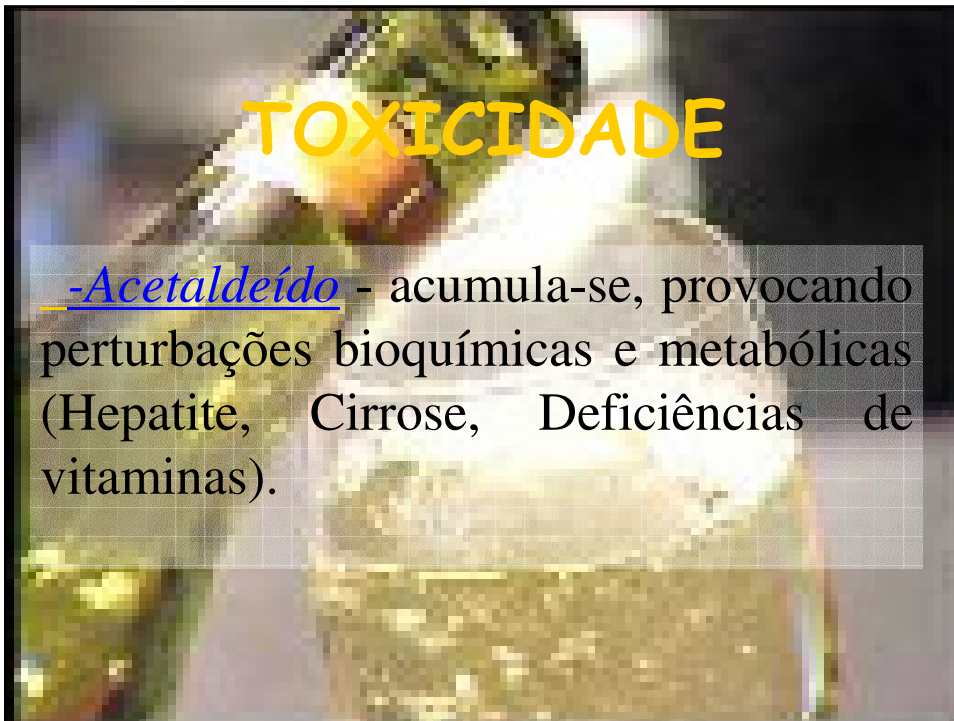 TOXICIDADE
-Acetaldeído - acumula-se, provocando
perturbações bioquímicas e metabólicas
(Hepatite, Cirrose, Deficiências de
vitaminas).